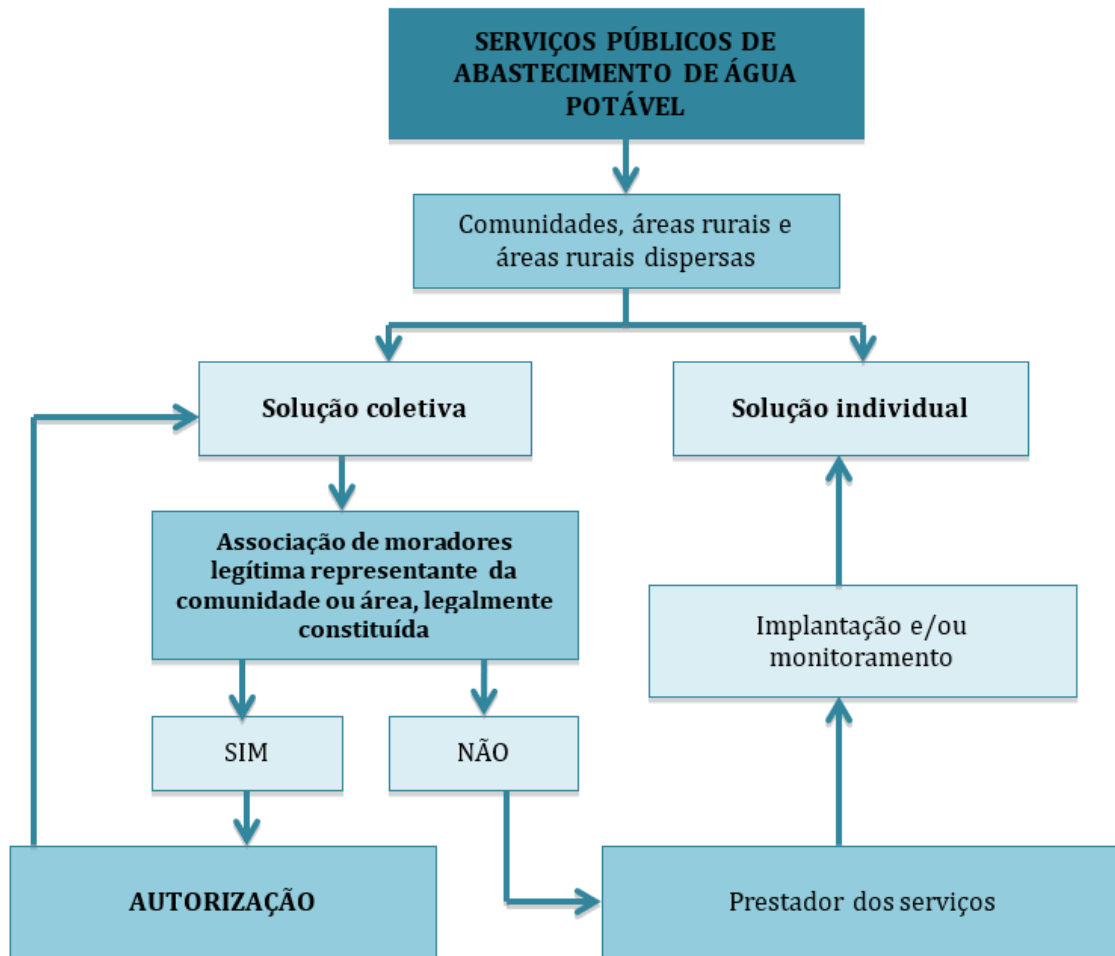 SERVIÇOS PÚBLICOS DE
ABASTECIMENTO DE ÁGUA
POTÁVEL
Comunidades, áreas rurais e
áreas rurais dispersas
Solução coletiva
Solução individual
Associação de moradores
legítima representante da
comunidade ou área, legalmente
constituída
Implantação e/ou
monitoramento
SIM
NÃO
AUTORIZAÇÃO
Prestador dos serviços